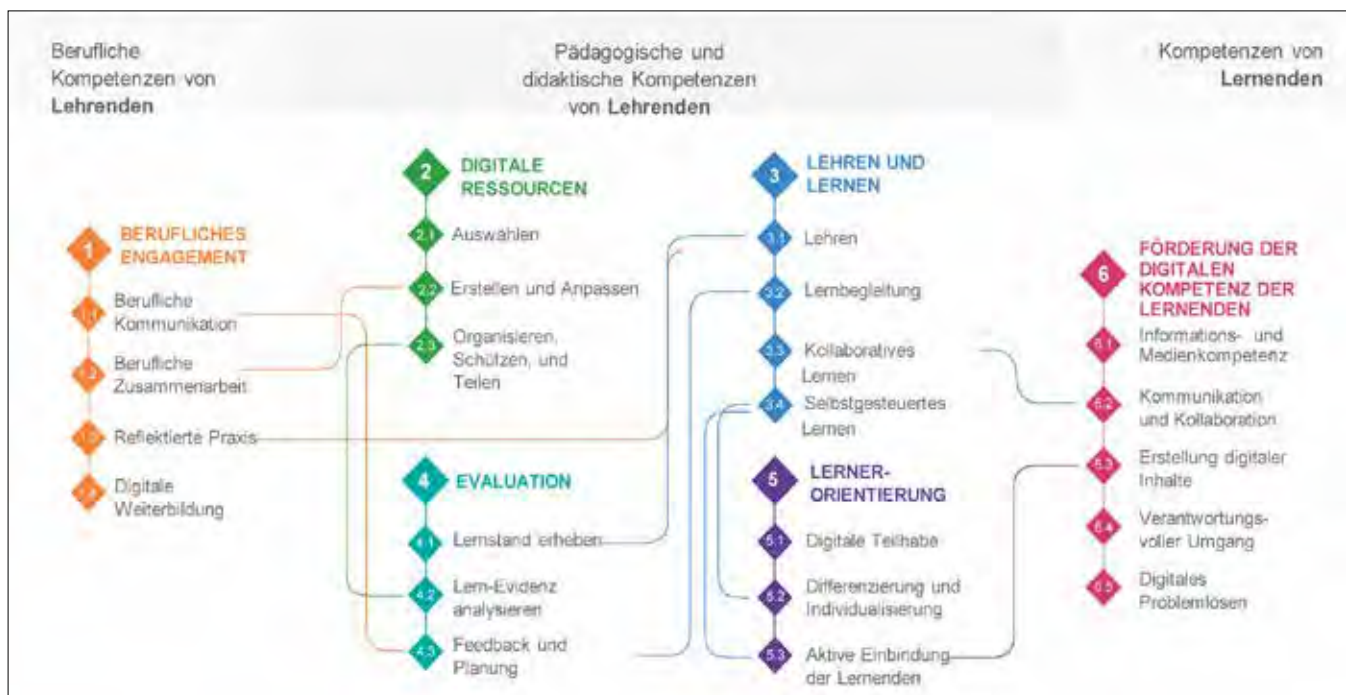 Berufliche
Kompetenzen von
Lehrenden
Pädagogische und
didaktische Kompetenzen
von Lehrenden
Kompetenzen von
Lernenden
1
BERUFLICHES
ENGAGEMENT
1.1
Berufliche
Kommunikation
1.2
Berufliche
Zusammenarbeit
1.3
Reflektierte Praxis
1.4
Digitale
Weiterbildung
2
DIGITALE
RESSOURCEN
2.1
Auswählen
2.2
Erstellen und Anpassen
2.3
Organisieren,
Schützen, und
Teilen
4
EVALUATION
4.1
Lernstand erheben
4.2
Lern-Evidenz
analysieren
4.3
Feedback und
Planung
3
LEHREN UND
LERNEN
3.1
Lehren
3.2
Lernbegleitung
3.3
Kollaboratives
Lernen
3.4
Selbstgesteuertes
Lernen
5
LERNER-
ORIENTIERUNG
5.1
Digitale Teilhabe
5.2
Differenzierung und
Individualisierung
5.3
Aktive Einbindung
der Lernenden
6
FÖRDERUNG DER
DIGITALEN
KOMPETENZ DER
LERNENDEN
6.1
Informations- und
Medienkompetenz
6.2
Kommunikation
und Kollaboration
6.3
Erstellung digitaler
Inhalte
6.4
Verantwortungs-
voller Umgang
6.5
Digitales
Problemlösen